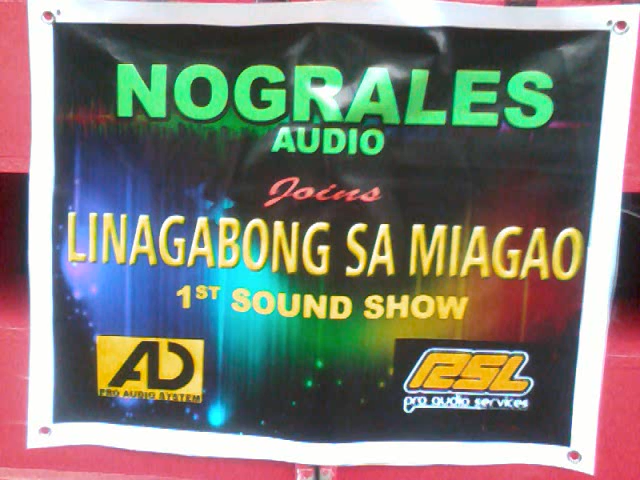 NOGRALES
AUDIO
Joins
LINAGABONG SA MIAGAO
1ST SOUND SHOW
AD
PRO AUDIO SYSTEM
RSL
pro audio services